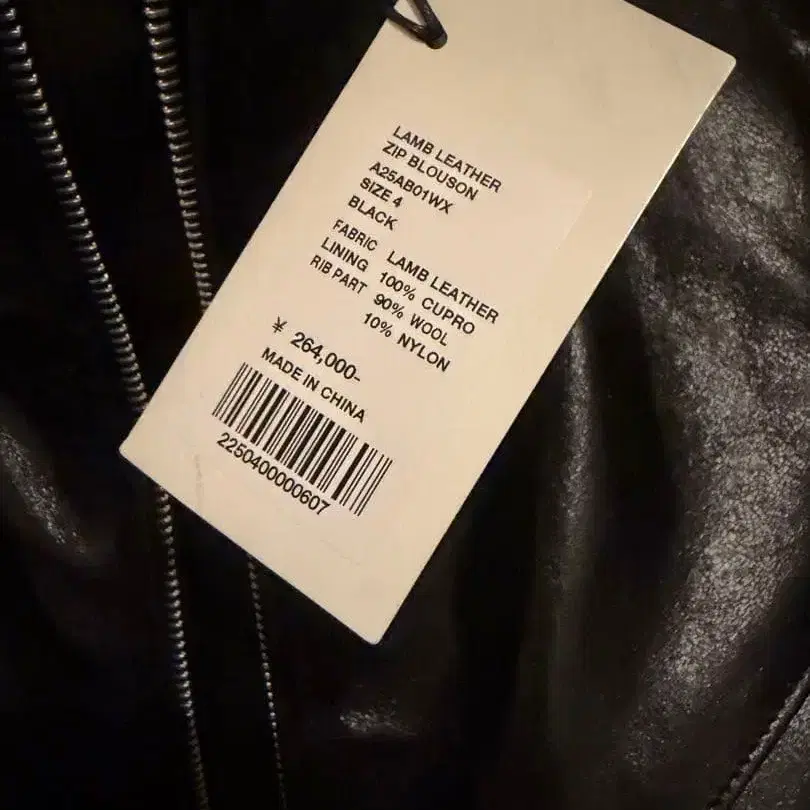 LAMB LEATHER
ZIP BLOUSON
A25AB01WX
SIZE 4
BLACK
FABRIC LAMB LEATHER
LINING 100% CUPRO
RIB PART 90% WOOL
10% NYLON
¥ 264,000-
MADE IN CHINA
2250400000607